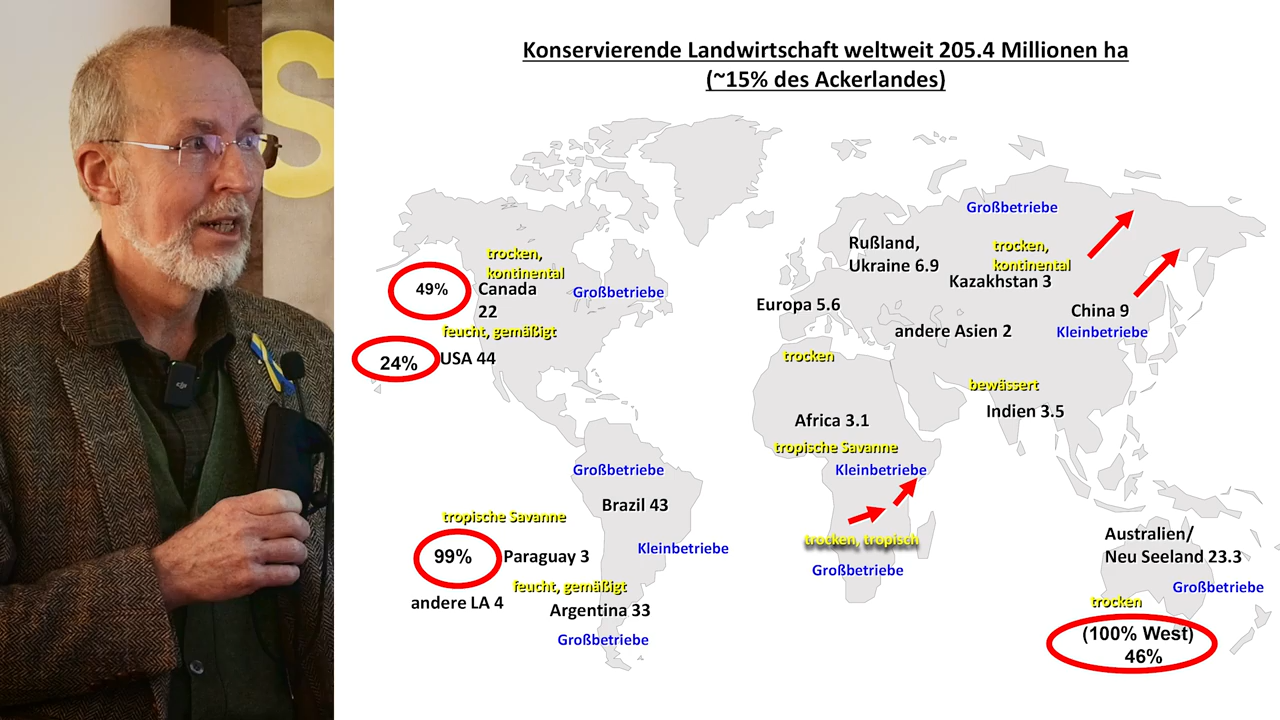 S
Konservierende Landwirtschaft weltweit 205.4 Millionen ha
(~15% des Ackerlandes)
Großbetriebe
trocken,
kontinental
Rußland,
Ukraine 6.9
trocken,
kontinental
Kazakhstan 3
49%
Canada
22
Großbetriebe
Europa 5.6
China 9
feucht, gemäßigt
andere Asien 2
Kleinbetriebe
24%
USA 44
trocken
bewässert
Indien 3.5
Africa 3.1
tropische Savanne
Großbetriebe
Kleinbetriebe
Brazil 43
tropische Savanne
trocken, tropisch
Australien/
Neu Seeland 23.3
99%
Paraguay 3
Kleinbetriebe
Großbetriebe
feucht, gemäßigt
Großbetriebe
andere LA 4
Argentina 33
trocken
Großbetriebe
(100% West)
46%